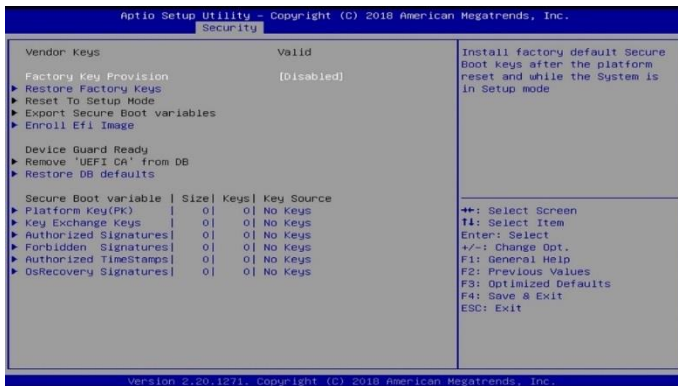 Aptio Setup Utility – Copyright (C) 2018 American Megatrends, Inc.
Security
Vendor Keys Valid
Factory Key Provision [Disabled]
► Restore Factory Keys
► Reset To Setup Mode
► Export Secure Boot variables
► Enroll Efi Image
Device Guard Ready
► Remove 'UEFI CA' from DB
► Restore DB defaults
Secure Boot variable | Size| Keys| Key Source
► Platform Key(PK) | 0| 0| No Keys
► Key Exchange Keys | 0| 0| No Keys
► Authorized Signatures| 0| 0| No Keys
► Forbidden Signatures| 0| 0| No Keys
► Authorized TimeStamps| 0| 0| No Keys
► OsRecovery Signatures| 0| 0| No Keys
Install factory default Secure
Boot keys after the platform
reset and while the System is
in Setup mode
→←: Select Screen
↑↓: Select Item
Enter: Select
+/-: Change Opt.
F1: General Help
F2: Previous Values
F3: Optimized Defaults
F4: Save & Exit
ESC: Exit
Version 2.20.1271. Copyright (C) 2018 American Megatrends, Inc.